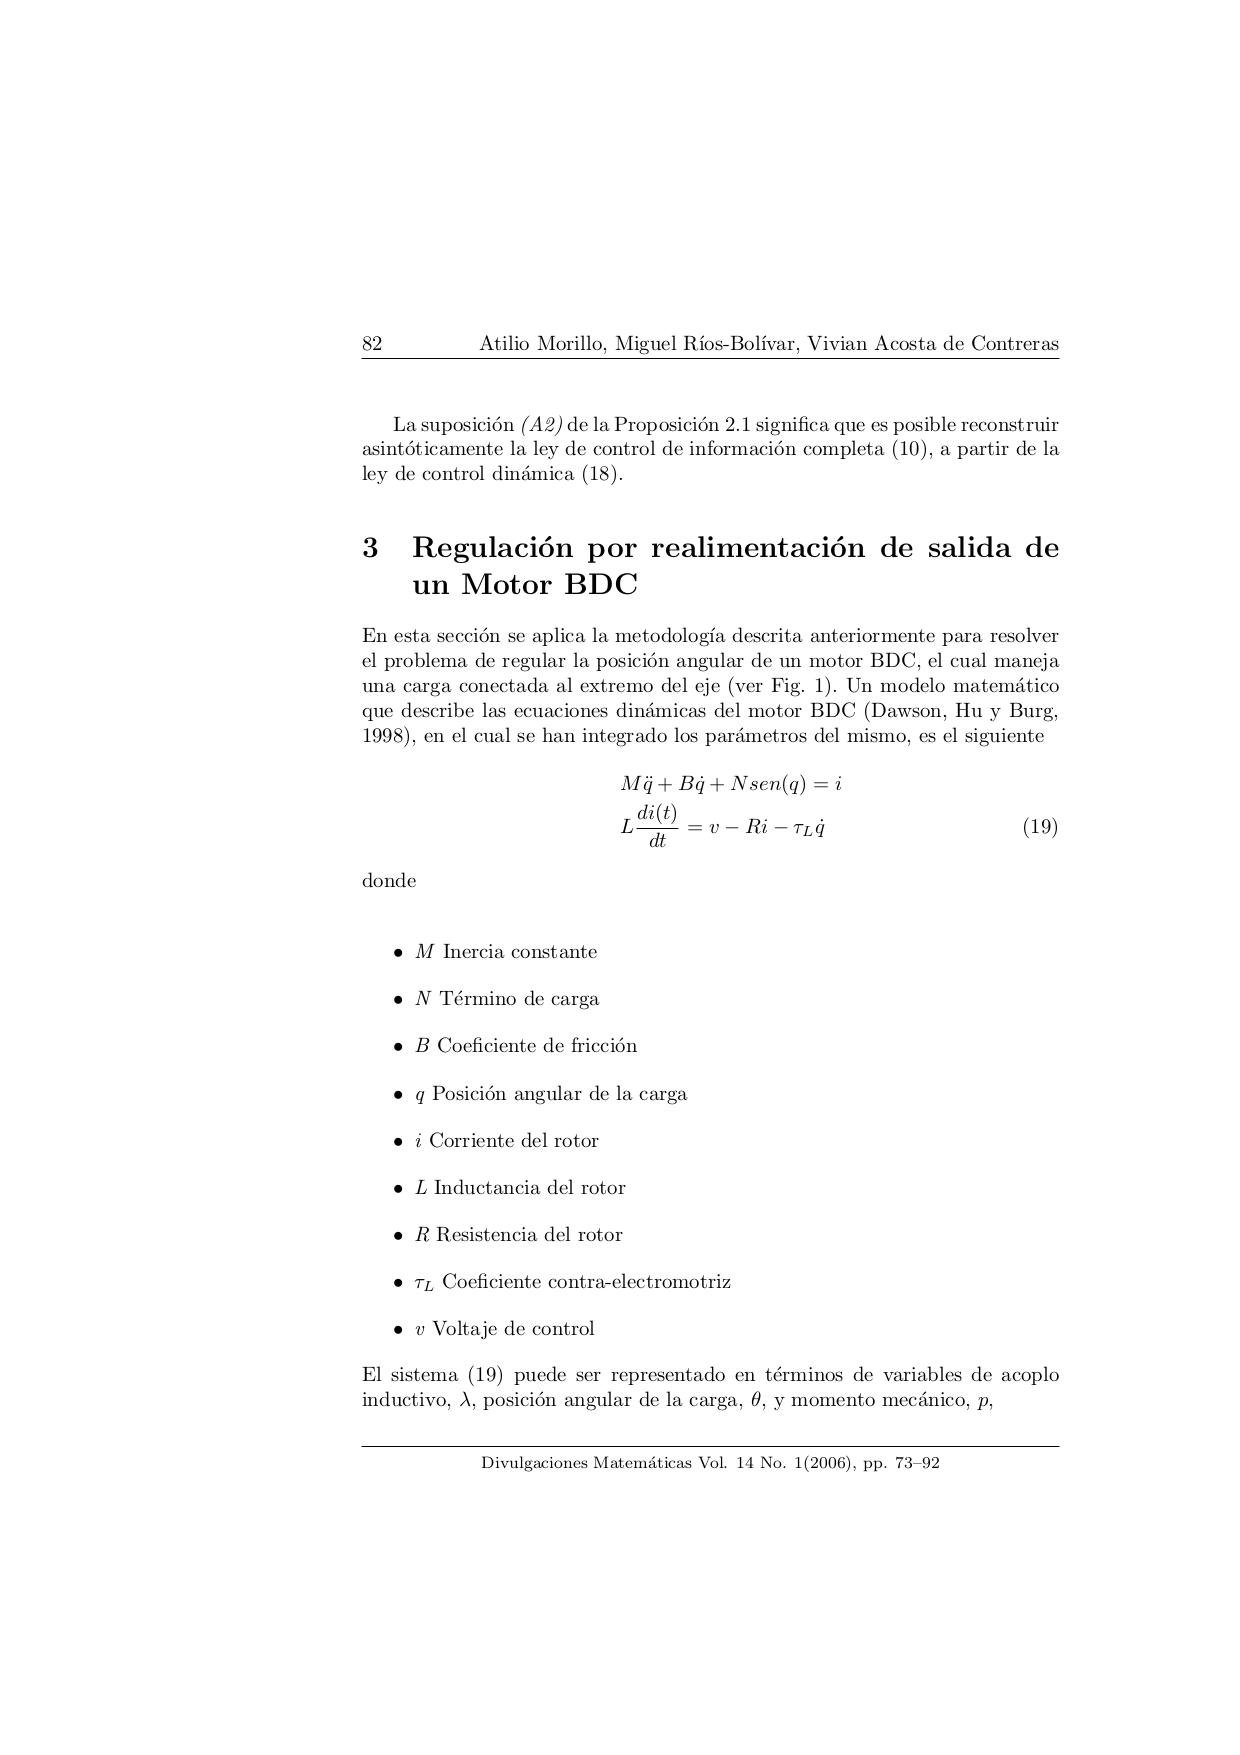 82 Atilio Morillo, Miguel Ríos-Bolívar, Vivian Acosta de Contreras
La suposición (A2) de la Proposición 2.1 significa que es posible reconstruir
asintóticamente la ley de control de información completa (10), a partir de la
ley de control dinámica (18).
3 Regulación por realimentación de salida de
un Motor BDC
En esta sección se aplica la metodología descrita anteriormente para resolver
el problema de regular la posición angular de un motor BDC, el cual maneja
una carga conectada al extremo del eje (ver Fig. 1). Un modelo matemático
que describe las ecuaciones dinámicas del motor BDC (Dawson, Hu y Burg,
1998), en el cual se han integrado los parámetros del mismo, es el siguiente
Mq̈ + Bq̇ + Nsen(q) = i
L di(t)/dt = v − Ri − τ_L q̇ (19)
donde
• M Inercia constante
• N Término de carga
• B Coeficiente de fricción
• q Posición angular de la carga
• i Corriente del rotor
• L Inductancia del rotor
• R Resistencia del rotor
• τ_L Coeficiente contra-electromotriz
• v Voltaje de control
El sistema (19) puede ser representado en términos de variables de acoplo
inductivo, λ, posición angular de la carga, θ, y momento mecánico, p,
Divulgaciones Matemáticas Vol. 14 No. 1(2006), pp. 73–92